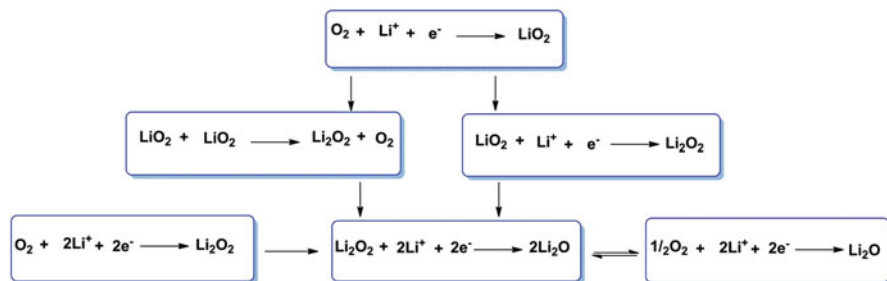 O₂ + Li⁺ + e⁻ ⟶ LiO₂
LiO₂ + LiO₂ ⟶ Li₂O₂ + O₂
LiO₂ + Li⁺ + e⁻ ⟶ Li₂O₂
O₂ + 2Li⁺ + 2e⁻ ⟶ Li₂O₂
Li₂O₂ + 2Li⁺ + 2e⁻ ⟶ 2Li₂O
1/₂O₂ + 2Li⁺ + 2e⁻ ⟶ Li₂O